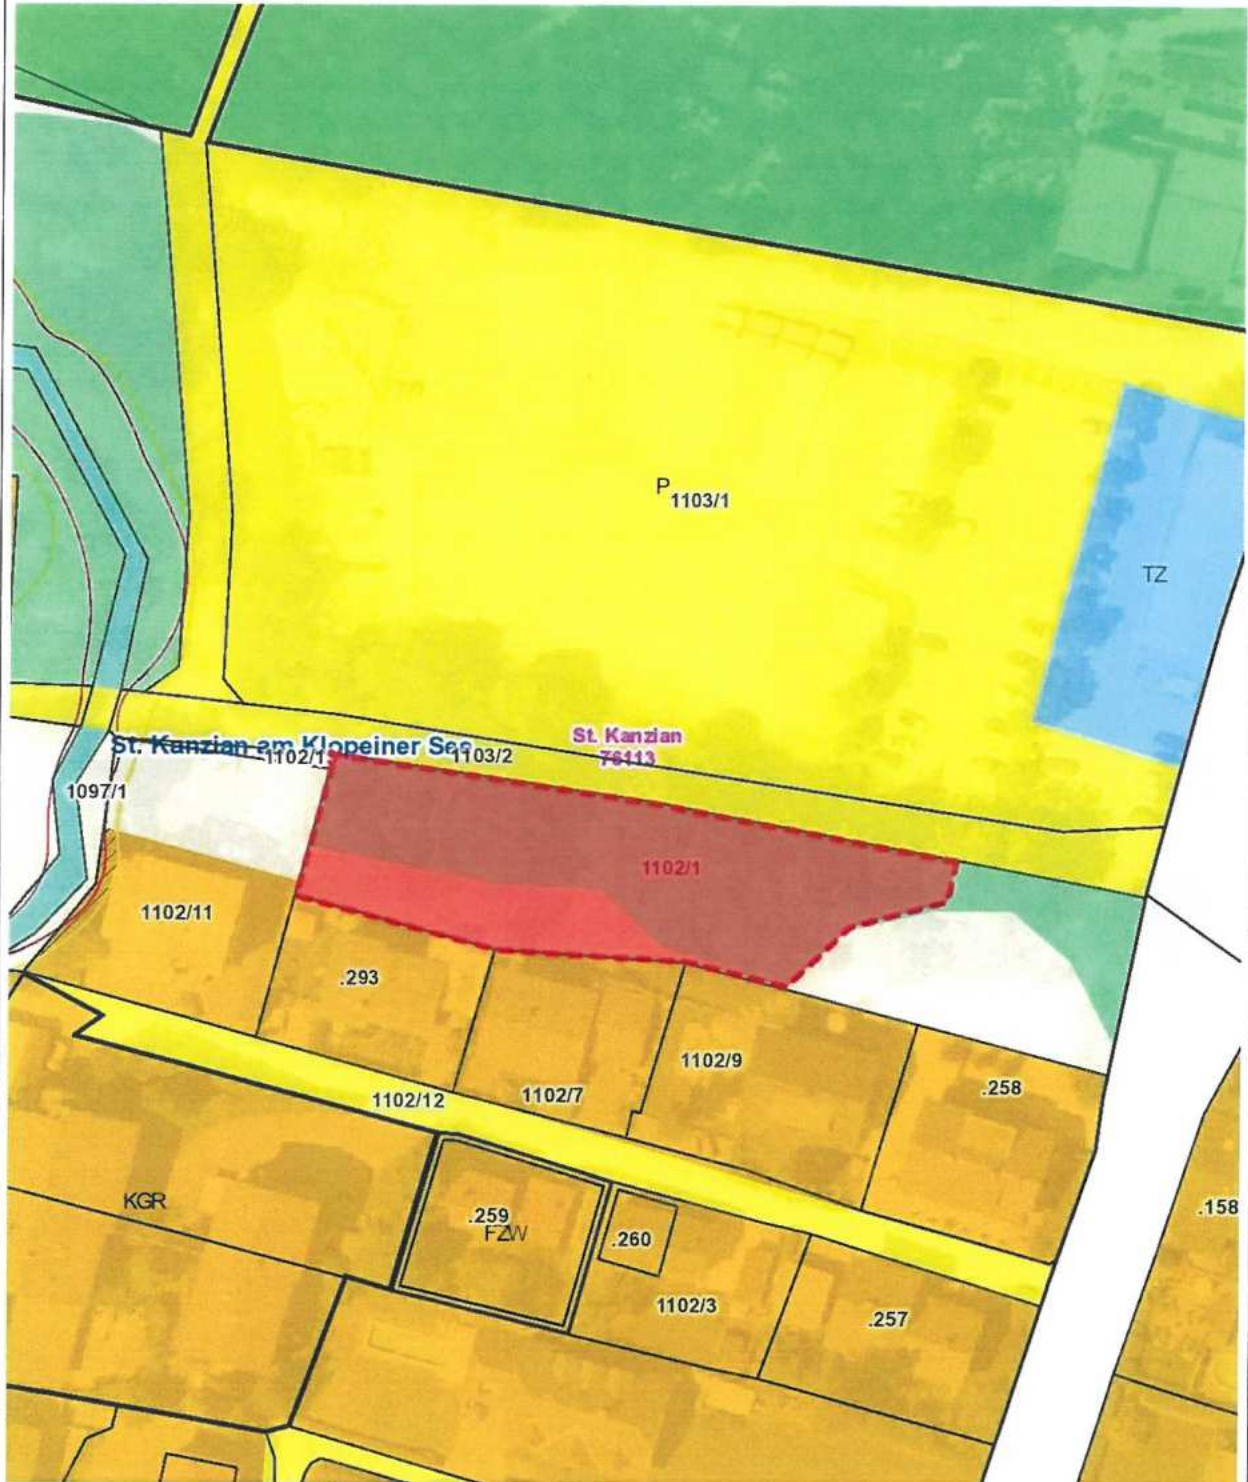 P
1103/1
TZ
St. Kanzian
76113
St. Kanzian am Klopeiner See
1102/1
1103/2
1097/1
1102/1
1102/11
.293
1102/9
.258
1102/7
1102/12
KGR
.259
FZW
.260
.158
1102/3
.257